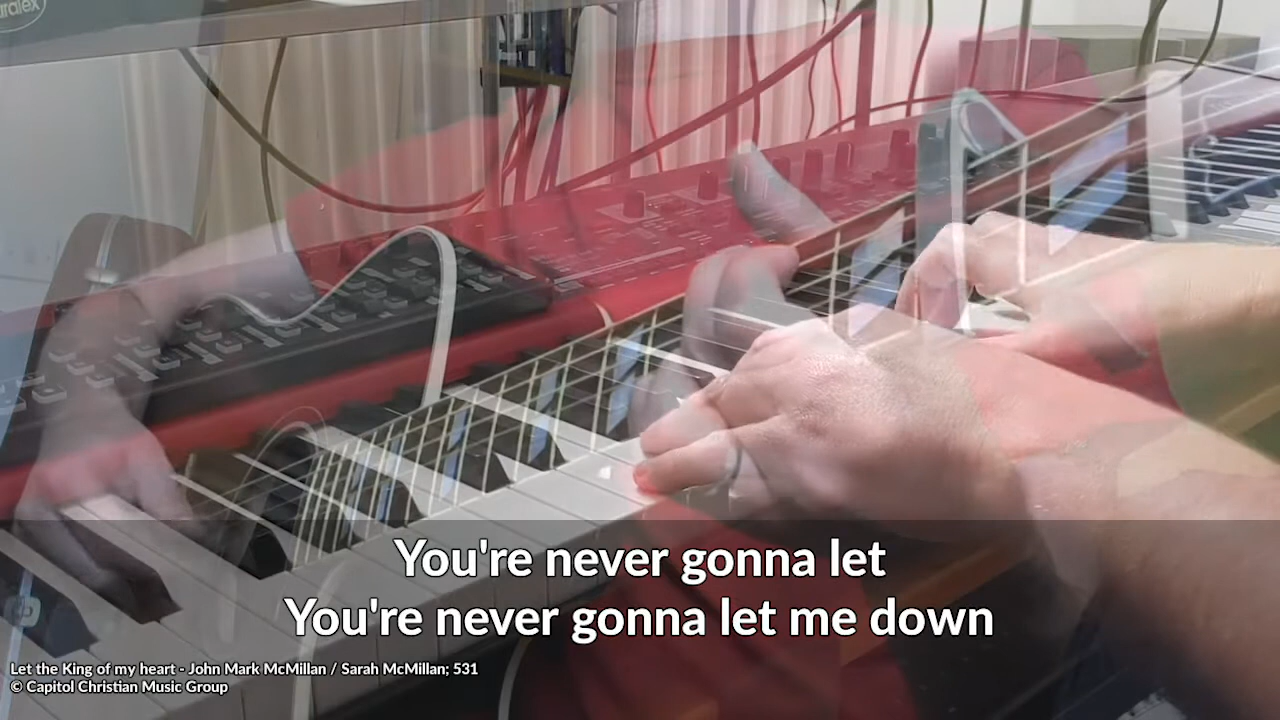 You're never gonna let
You're never gonna let me down
Let the King of my heart - John Mark McMillan / Sarah McMillan; 531
© Capitol Christian Music Group